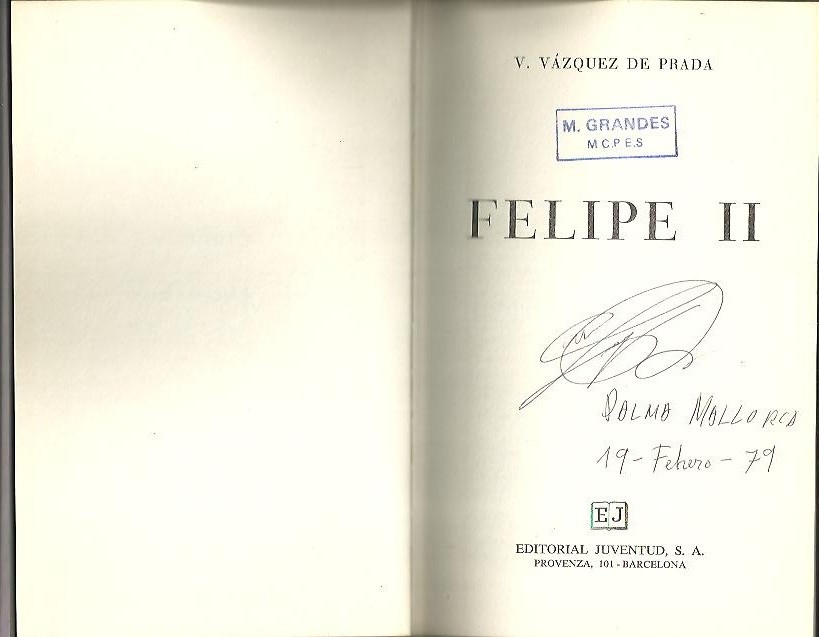 V. VÁZQUEZ DE PRADA
M. GRANDES
M C.P E.S
FELIPE II
PALMA MALLORCA
19 - Febrero - 79
EJ
EDITORIAL JUVENTUD, S. A.
PROVENZA, 101 - BARCELONA